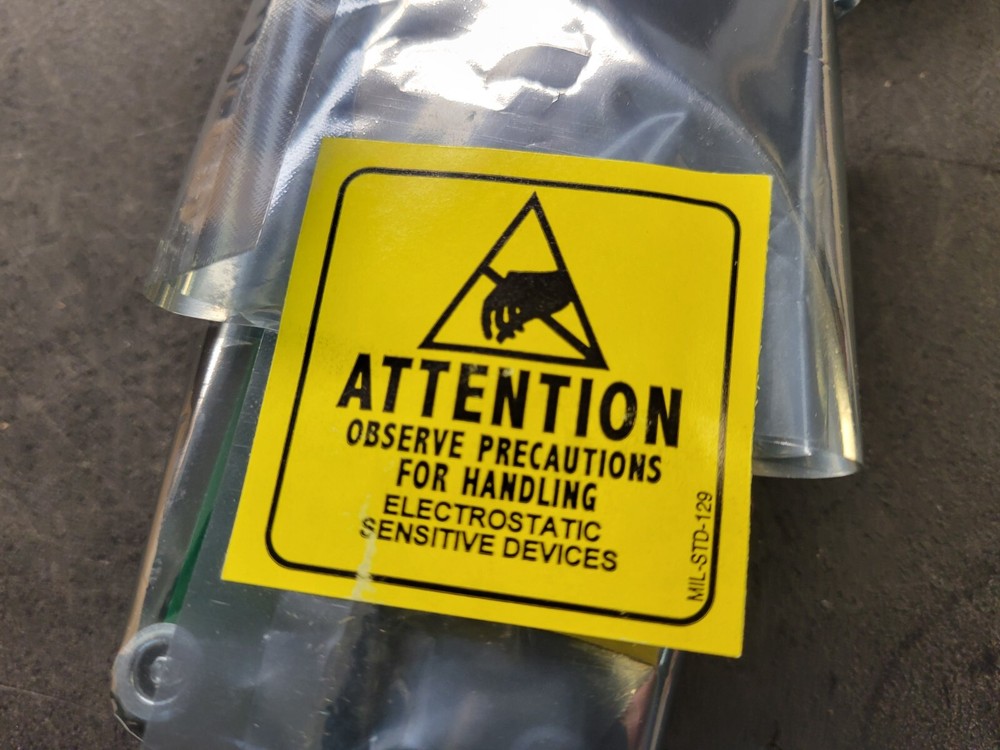 ATTENTION
OBSERVE PRECAUTIONS
FOR HANDLING
ELECTROSTATIC
SENSITIVE DEVICES
MIL-STD-129